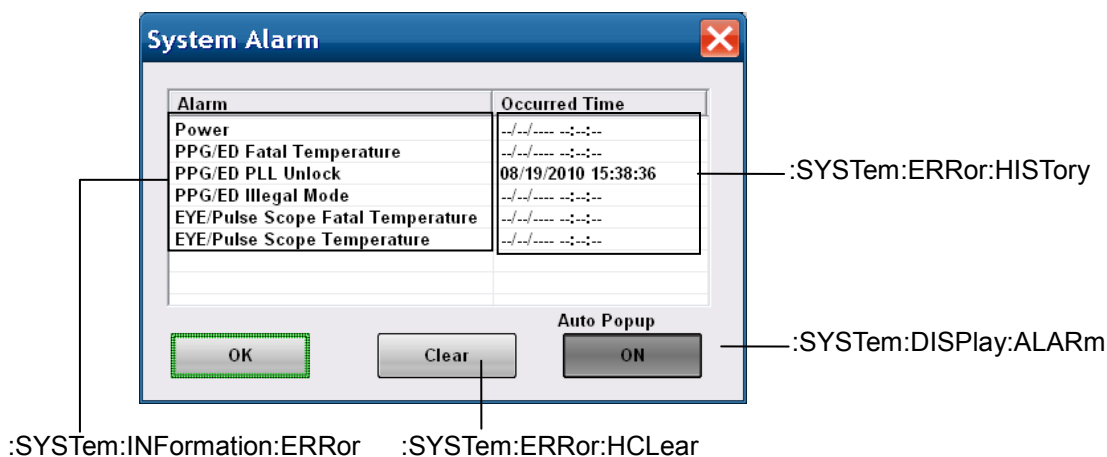 System Alarm
Alarm Occurred Time
Power --/--/---- --:--:--
PPG/ED Fatal Temperature --/--/---- --:--:--
PPG/ED PLL Unlock 08/19/2010 15:38:36
:SYSTem:ERRor:HISTory
PPG/ED Illegal Mode --/--/---- --:--:--
EYE/Pulse Scope Fatal Temperature --/--/---- --:--:--
EYE/Pulse Scope Temperature --/--/---- --:--:--
Auto Popup
OK Clear ON
:SYSTem:DISPlay:ALARm
:SYSTem:INFormation:ERRor :SYSTem:ERRor:HCLear